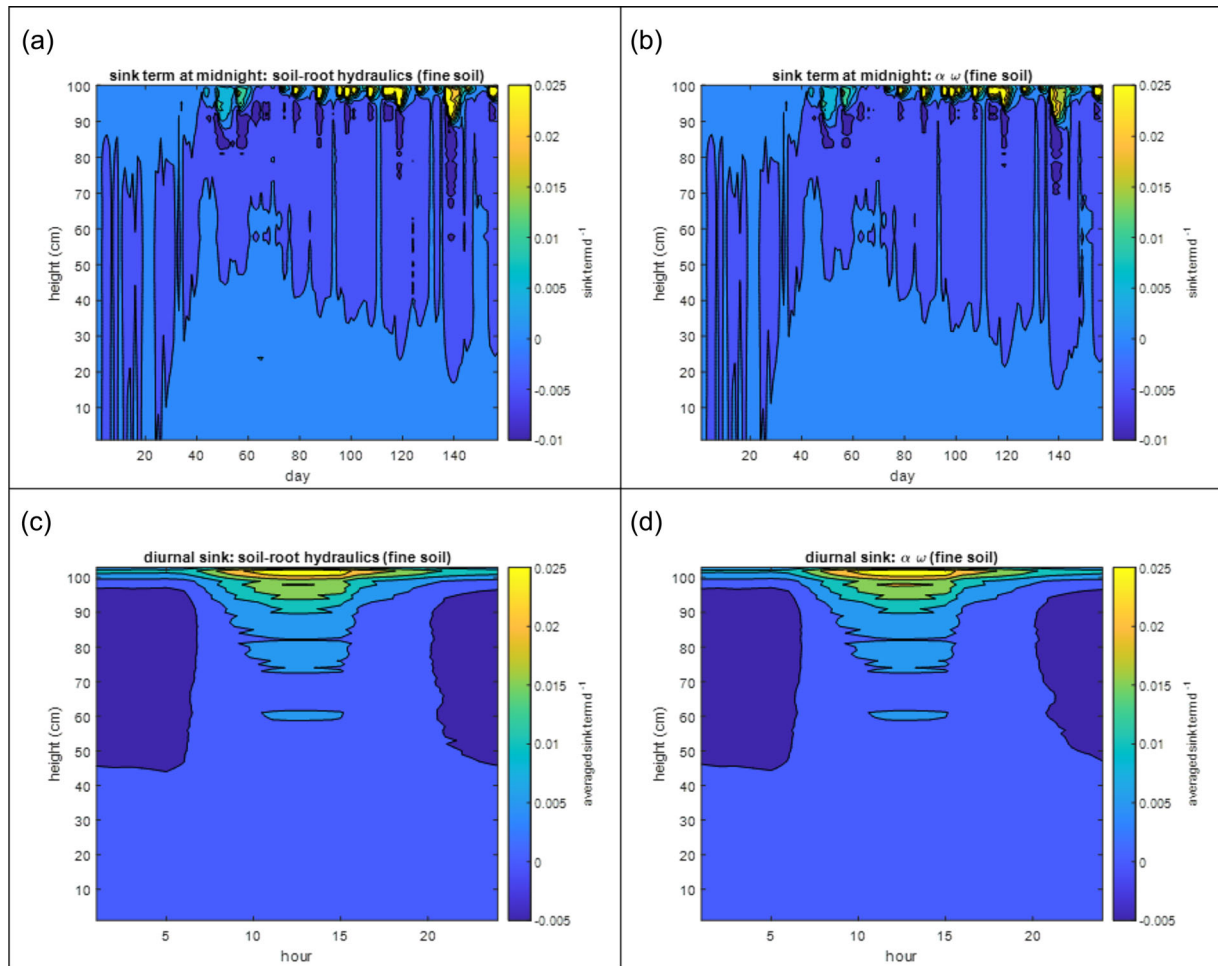 (a)
sink term at midnight: soil-root hydraulics (fine soil)
100
90
80
70
60
50
40
30
20
10
height (cm)
20 40 60 80 100 120 140
day
0.025
0.02
0.015
0.01
0.005
0
-0.005
-0.01
sinktermd⁻¹
(b)
sink term at midnight: α ω (fine soil)
100
90
80
70
60
50
40
30
20
10
height (cm)
20 40 60 80 100 120 140
day
0.025
0.02
0.015
0.01
0.005
0
-0.005
-0.01
sinktermd⁻¹
(c)
diurnal sink: soil-root hydraulics (fine soil)
100
90
80
70
60
50
40
30
20
10
height (cm)
5 10 15 20
hour
0.025
0.02
0.015
0.01
0.005
0
-0.005
averagedsinktermd⁻¹
(d)
diurnal sink: α ω (fine soil)
100
90
80
70
60
50
40
30
20
10
height (cm)
5 10 15 20
hour
0.025
0.02
0.015
0.01
0.005
0
-0.005
averagedsinktermd⁻¹